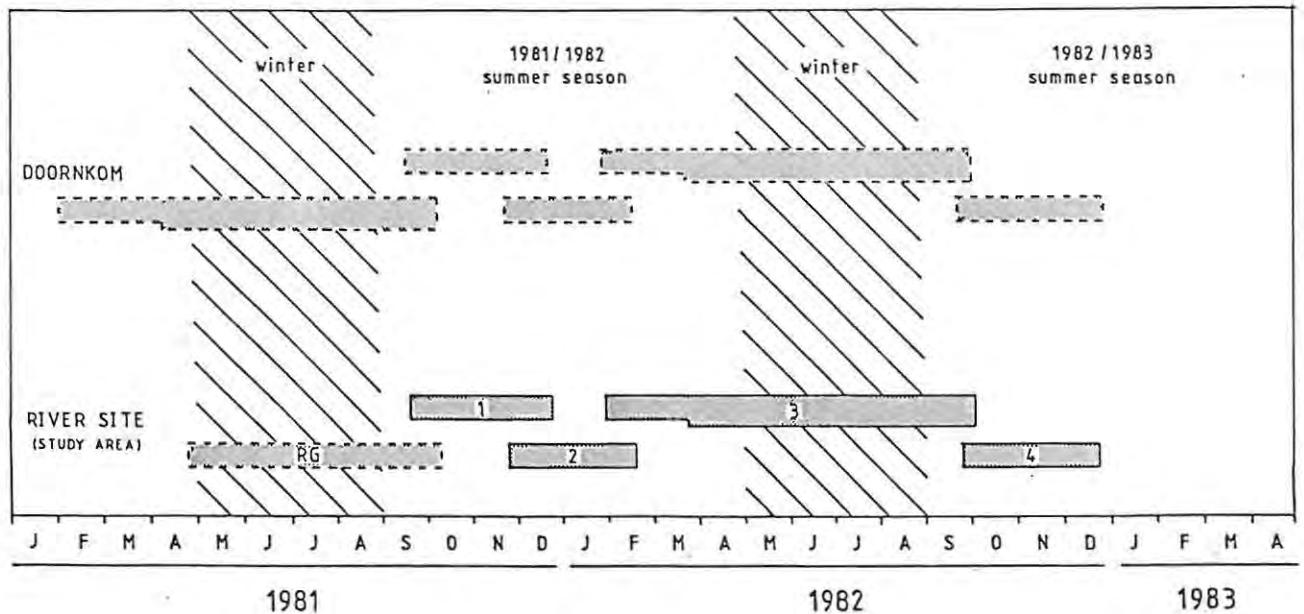 winter
1981/1982
summer season
winter
1982/1983
summer season
DOORNKOM
RIVER SITE
(STUDY AREA)
1
3
RG
2
4
J F M A M J J A S O N D J F M A M J J A S O N D J F M A
1981
1982
1983